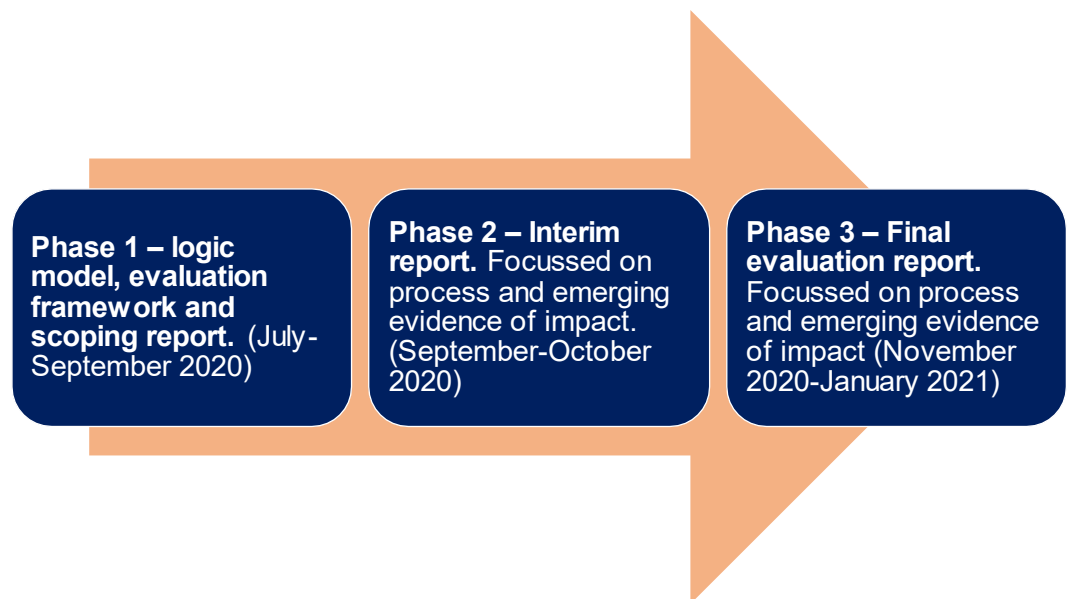 Phase 1 – logic
model, evaluation
framework and
scoping report. (July-
September 2020)
Phase 2 – Interim
report. Focussed on
process and emerging
evidence of impact.
(September-October
2020)
Phase 3 – Final
evaluation report.
Focussed on process
and emerging evidence
of impact (November
2020-January 2021)